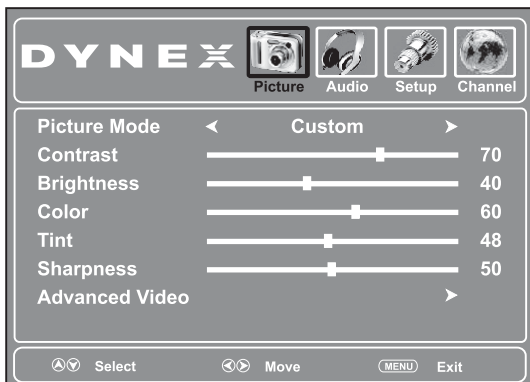 DYNEX
Picture Audio Setup Channel
Picture Mode Custom
Contrast 70
Brightness 40
Color 60
Tint 48
Sharpness 50
Advanced Video
Select Move MENU Exit